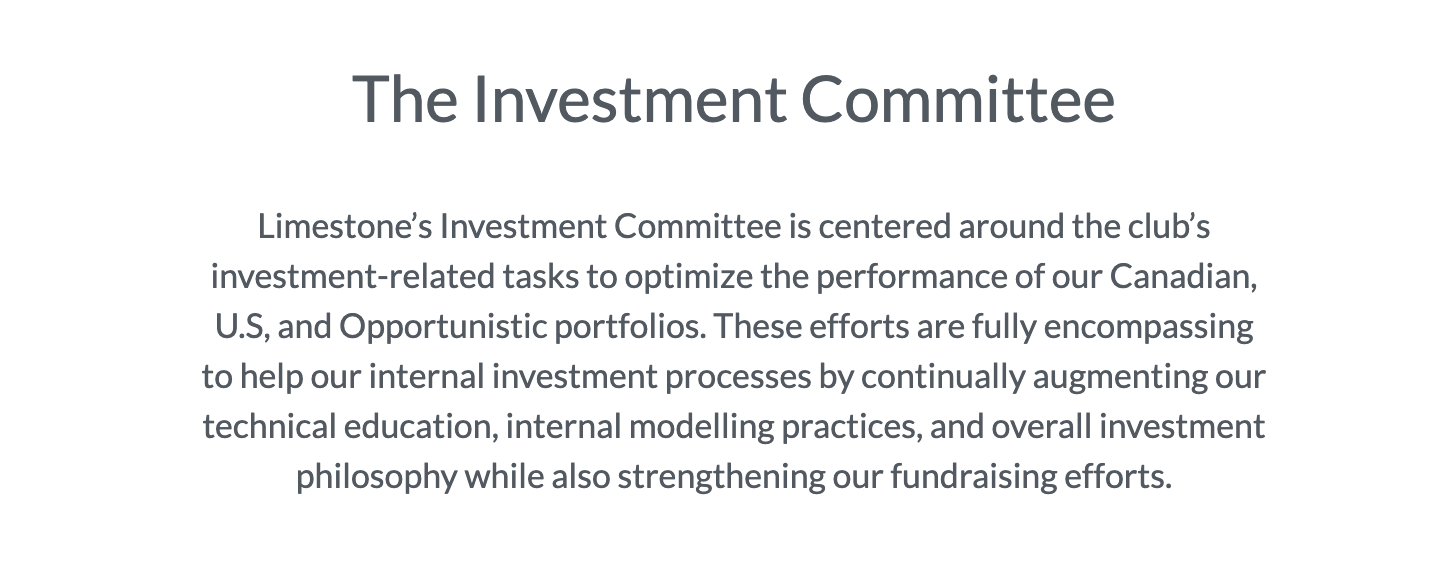 The Investment Committee
Limestone’s Investment Committee is centered around the club’s
investment-related tasks to optimize the performance of our Canadian,
U.S, and Opportunistic portfolios. These efforts are fully encompassing
to help our internal investment processes by continually augmenting our
technical education, internal modelling practices, and overall investment
philosophy while also strengthening our fundraising efforts.